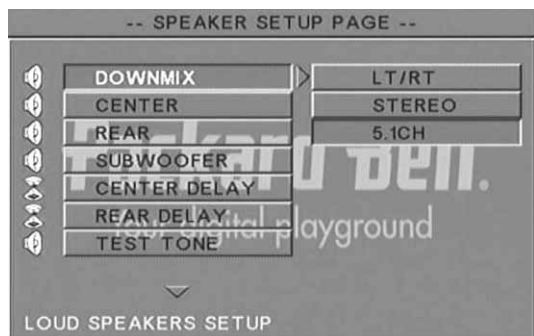 -- SPEAKER SETUP PAGE --
DOWNMIX
LT/RT
CENTER
STEREO
REAR
5.1CH
SUBWOOFER
CENTER DELAY
REAR DELAY
TEST TONE
Packard Bell.
Your digital playground
LOUD SPEAKERS SETUP